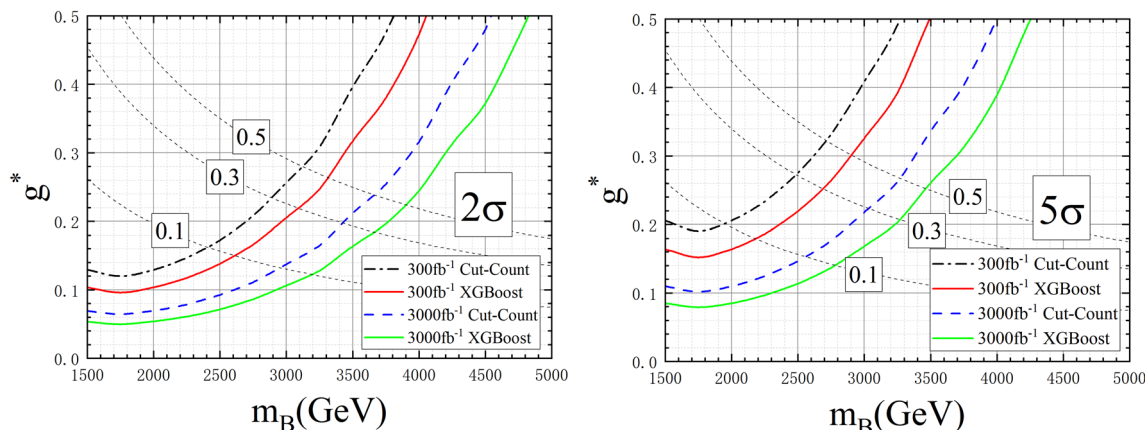 0.5
0.4
0.3
0.2
0.1
0.0
g*
0.5
0.3
0.1
2σ
300fb⁻¹ Cut-Count
300fb⁻¹ XGBoost
3000fb⁻¹ Cut-Count
3000fb⁻¹ XGBoost
1500 2000 2500 3000 3500 4000 4500 5000
m_B(GeV)
0.5
0.4
0.3
0.2
0.1
0.0
g*
0.5
0.3
0.1
5σ
300fb⁻¹ Cut-Count
300fb⁻¹ XGBoost
3000fb⁻¹ Cut-Count
3000fb⁻¹ XGBoost
1500 2000 2500 3000 3500 4000 4500 5000
m_B(GeV)